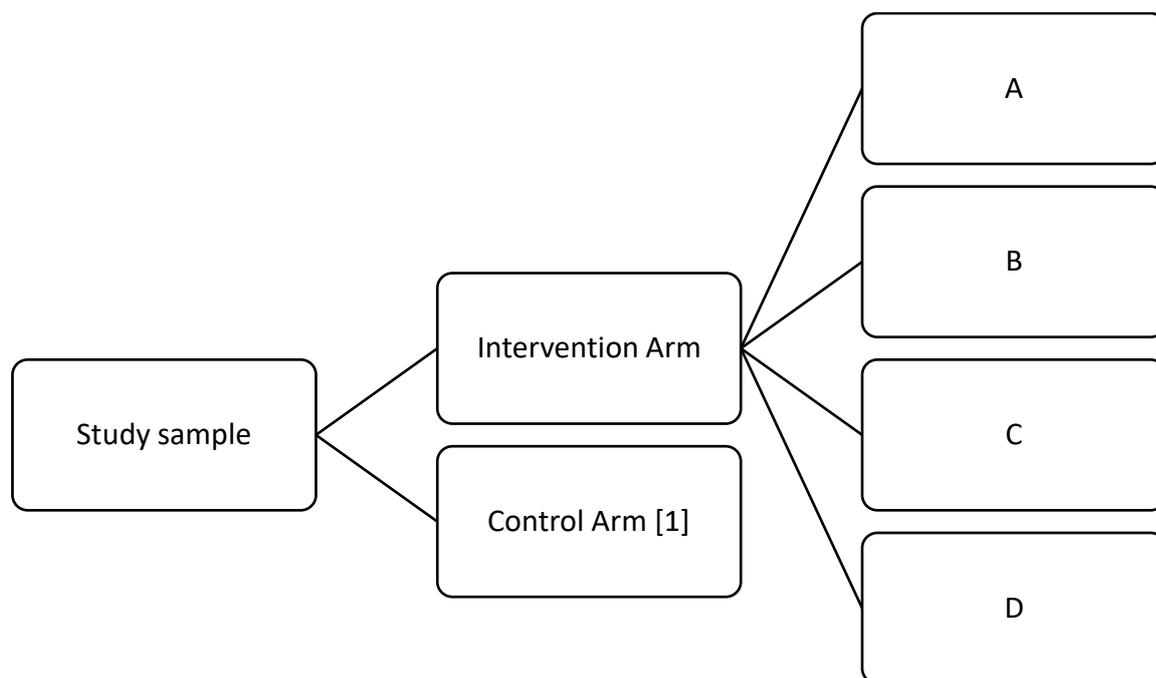 A
B
Intervention Arm
Study sample
C
Control Arm [1]
D